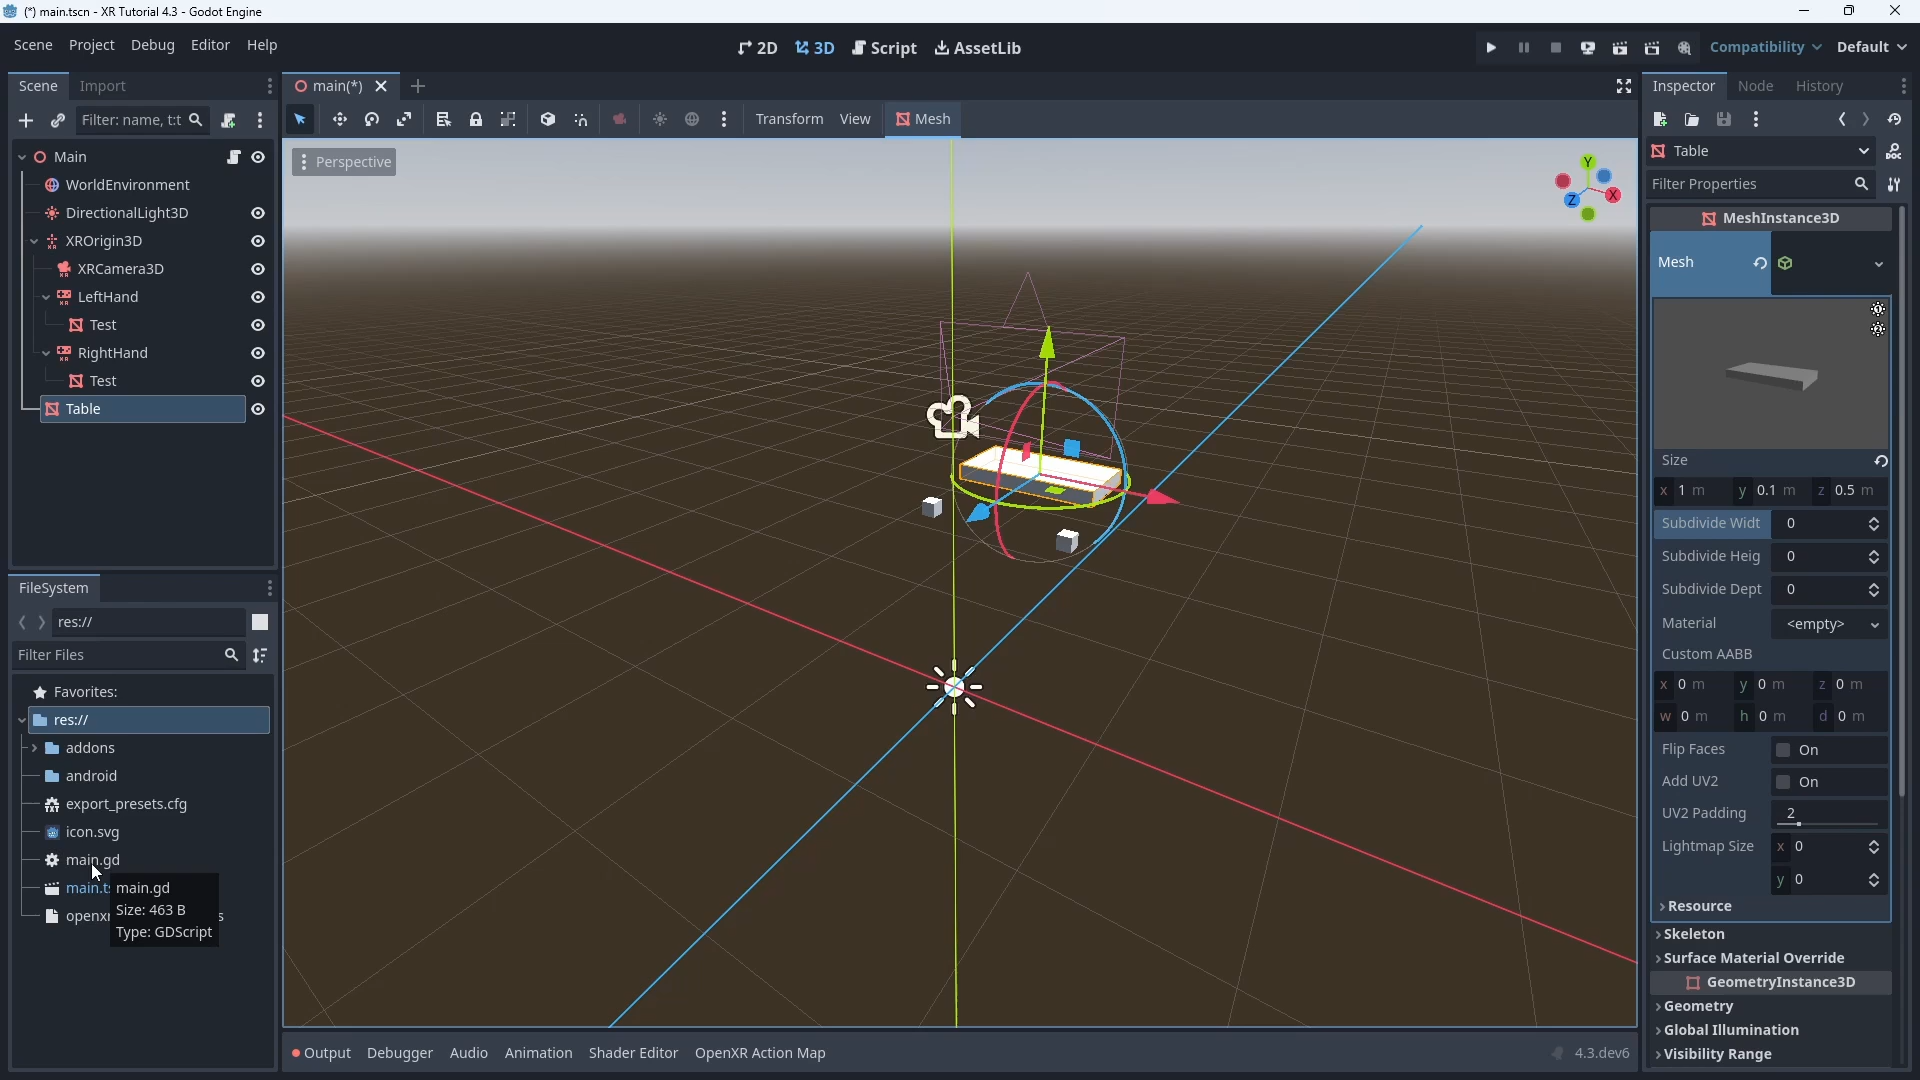 (*) main.tscn - XR Tutorial 4.3 - Godot Engine
Scene Project Debug Editor Help
2D 3D Script AssetLib
Compatibility Default
Scene Import
Filter: name, t:t
Main
WorldEnvironment
DirectionalLight3D
XROrigin3D
XRCamera3D
LeftHand
Test
RightHand
Test
Table
FileSystem
res://
Filter Files
Favorites:
res://
addons
android
export_presets.cfg
icon.svg
main.gd
main.ts
openxr
s
main.gd
Size: 463 B
Type: GDScript
main(*)
Transform View Mesh
Perspective
Y
X
Z
Output Debugger Audio Animation Shader Editor OpenXR Action Map
4.3.dev6
Inspector Node History
Table
DOC
Filter Properties
MeshInstance3D
Mesh
Size
x 1 m y 0.1 m z 0.5 m
Subdivide Widt 0
Subdivide Heig 0
Subdivide Dept 0
Material <empty>
Custom AABB
x 0 m y 0 m z 0 m
w 0 m h 0 m d 0 m
Flip Faces On
Add UV2 On
UV2 Padding 2
Lightmap Size x 0
y 0
Resource
Skeleton
Surface Material Override
GeometryInstance3D
Geometry
Global Illumination
Visibility Range